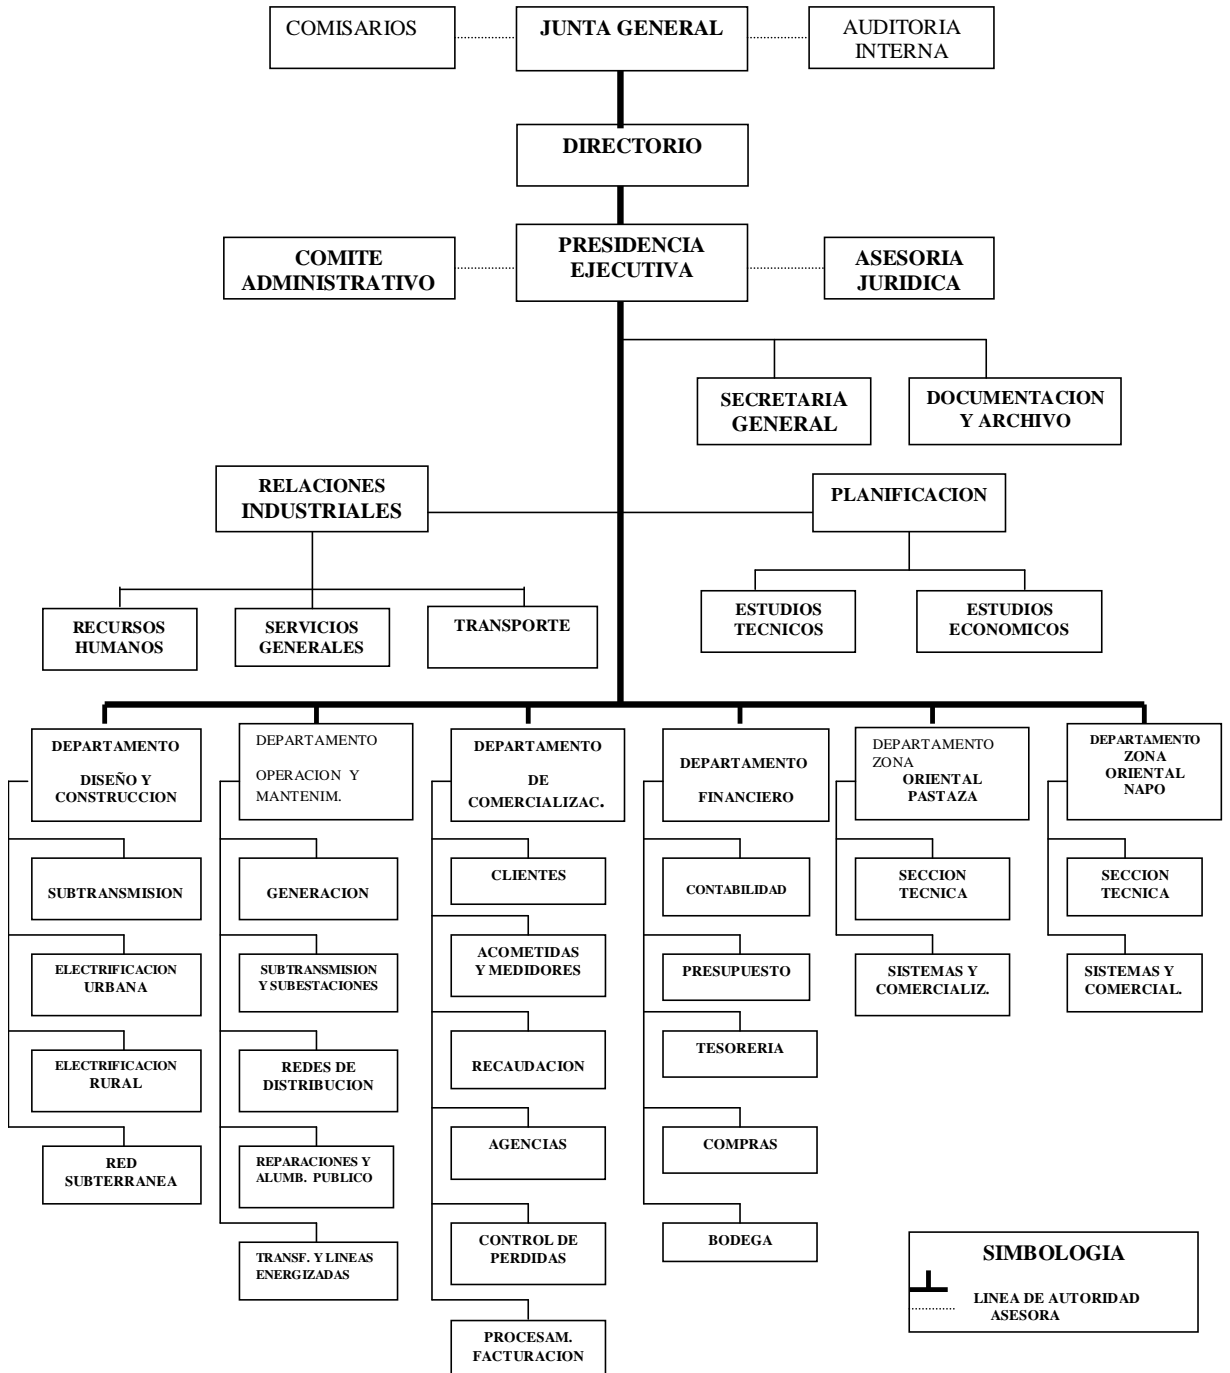 COMISARIOS
JUNTA GENERAL
AUDITORIA
INTERNA
DIRECTORIO
COMITE
ADMINISTRATIVO
PRESIDENCIA
EJECUTIVA
ASESORIA
JURIDICA
SECRETARIA
GENERAL
DOCUMENTACION
Y ARCHIVO
RELACIONES
INDUSTRIALES
PLANIFICACION
RECURSOS
HUMANOS
SERVICIOS
GENERALES
TRANSPORTE
ESTUDIOS
TECNICOS
ESTUDIOS
ECONOMICOS
DEPARTAMENTO
DISEÑO Y
CONSTRUCCION
DEPARTAMENTO
OPERACION Y
MANTENIM.
DEPARTAMENTO
DE
COMERCIALIZAC.
DEPARTAMENTO
FINANCIERO
DEPARTAMENTO
ZONA
ORIENTAL
PASTAZA
DEPARTAMENTO
ZONA
ORIENTAL
NAPO
SUBTRANSMISION
GENERACION
CLIENTES
CONTABILIDAD
SECCION
TECNICA
SECCION
TECNICA
ELECTRIFICACION
URBANA
SUBTRANSMISION
Y SUBESTACIONES
ACOMETIDAS
Y MEDIDORES
PRESUPUESTO
SISTEMAS Y
COMERCIALIZ.
SISTEMAS Y
COMERCIAL.
ELECTRIFICACION
RURAL
REDES DE
DISTRIBUCION
RECAUDACION
TESORERIA
RED
SUBTERRANEA
REPARACIONES Y
ALUMB. PUBLICO
AGENCIAS
COMPRAS
TRANSF. Y LINEAS
ENERGIZADAS
CONTROL DE
PERDIDAS
BODEGA
PROCESAM.
FACTURACION
SIMBOLOGIA
LINEA DE AUTORIDAD
ASESORA